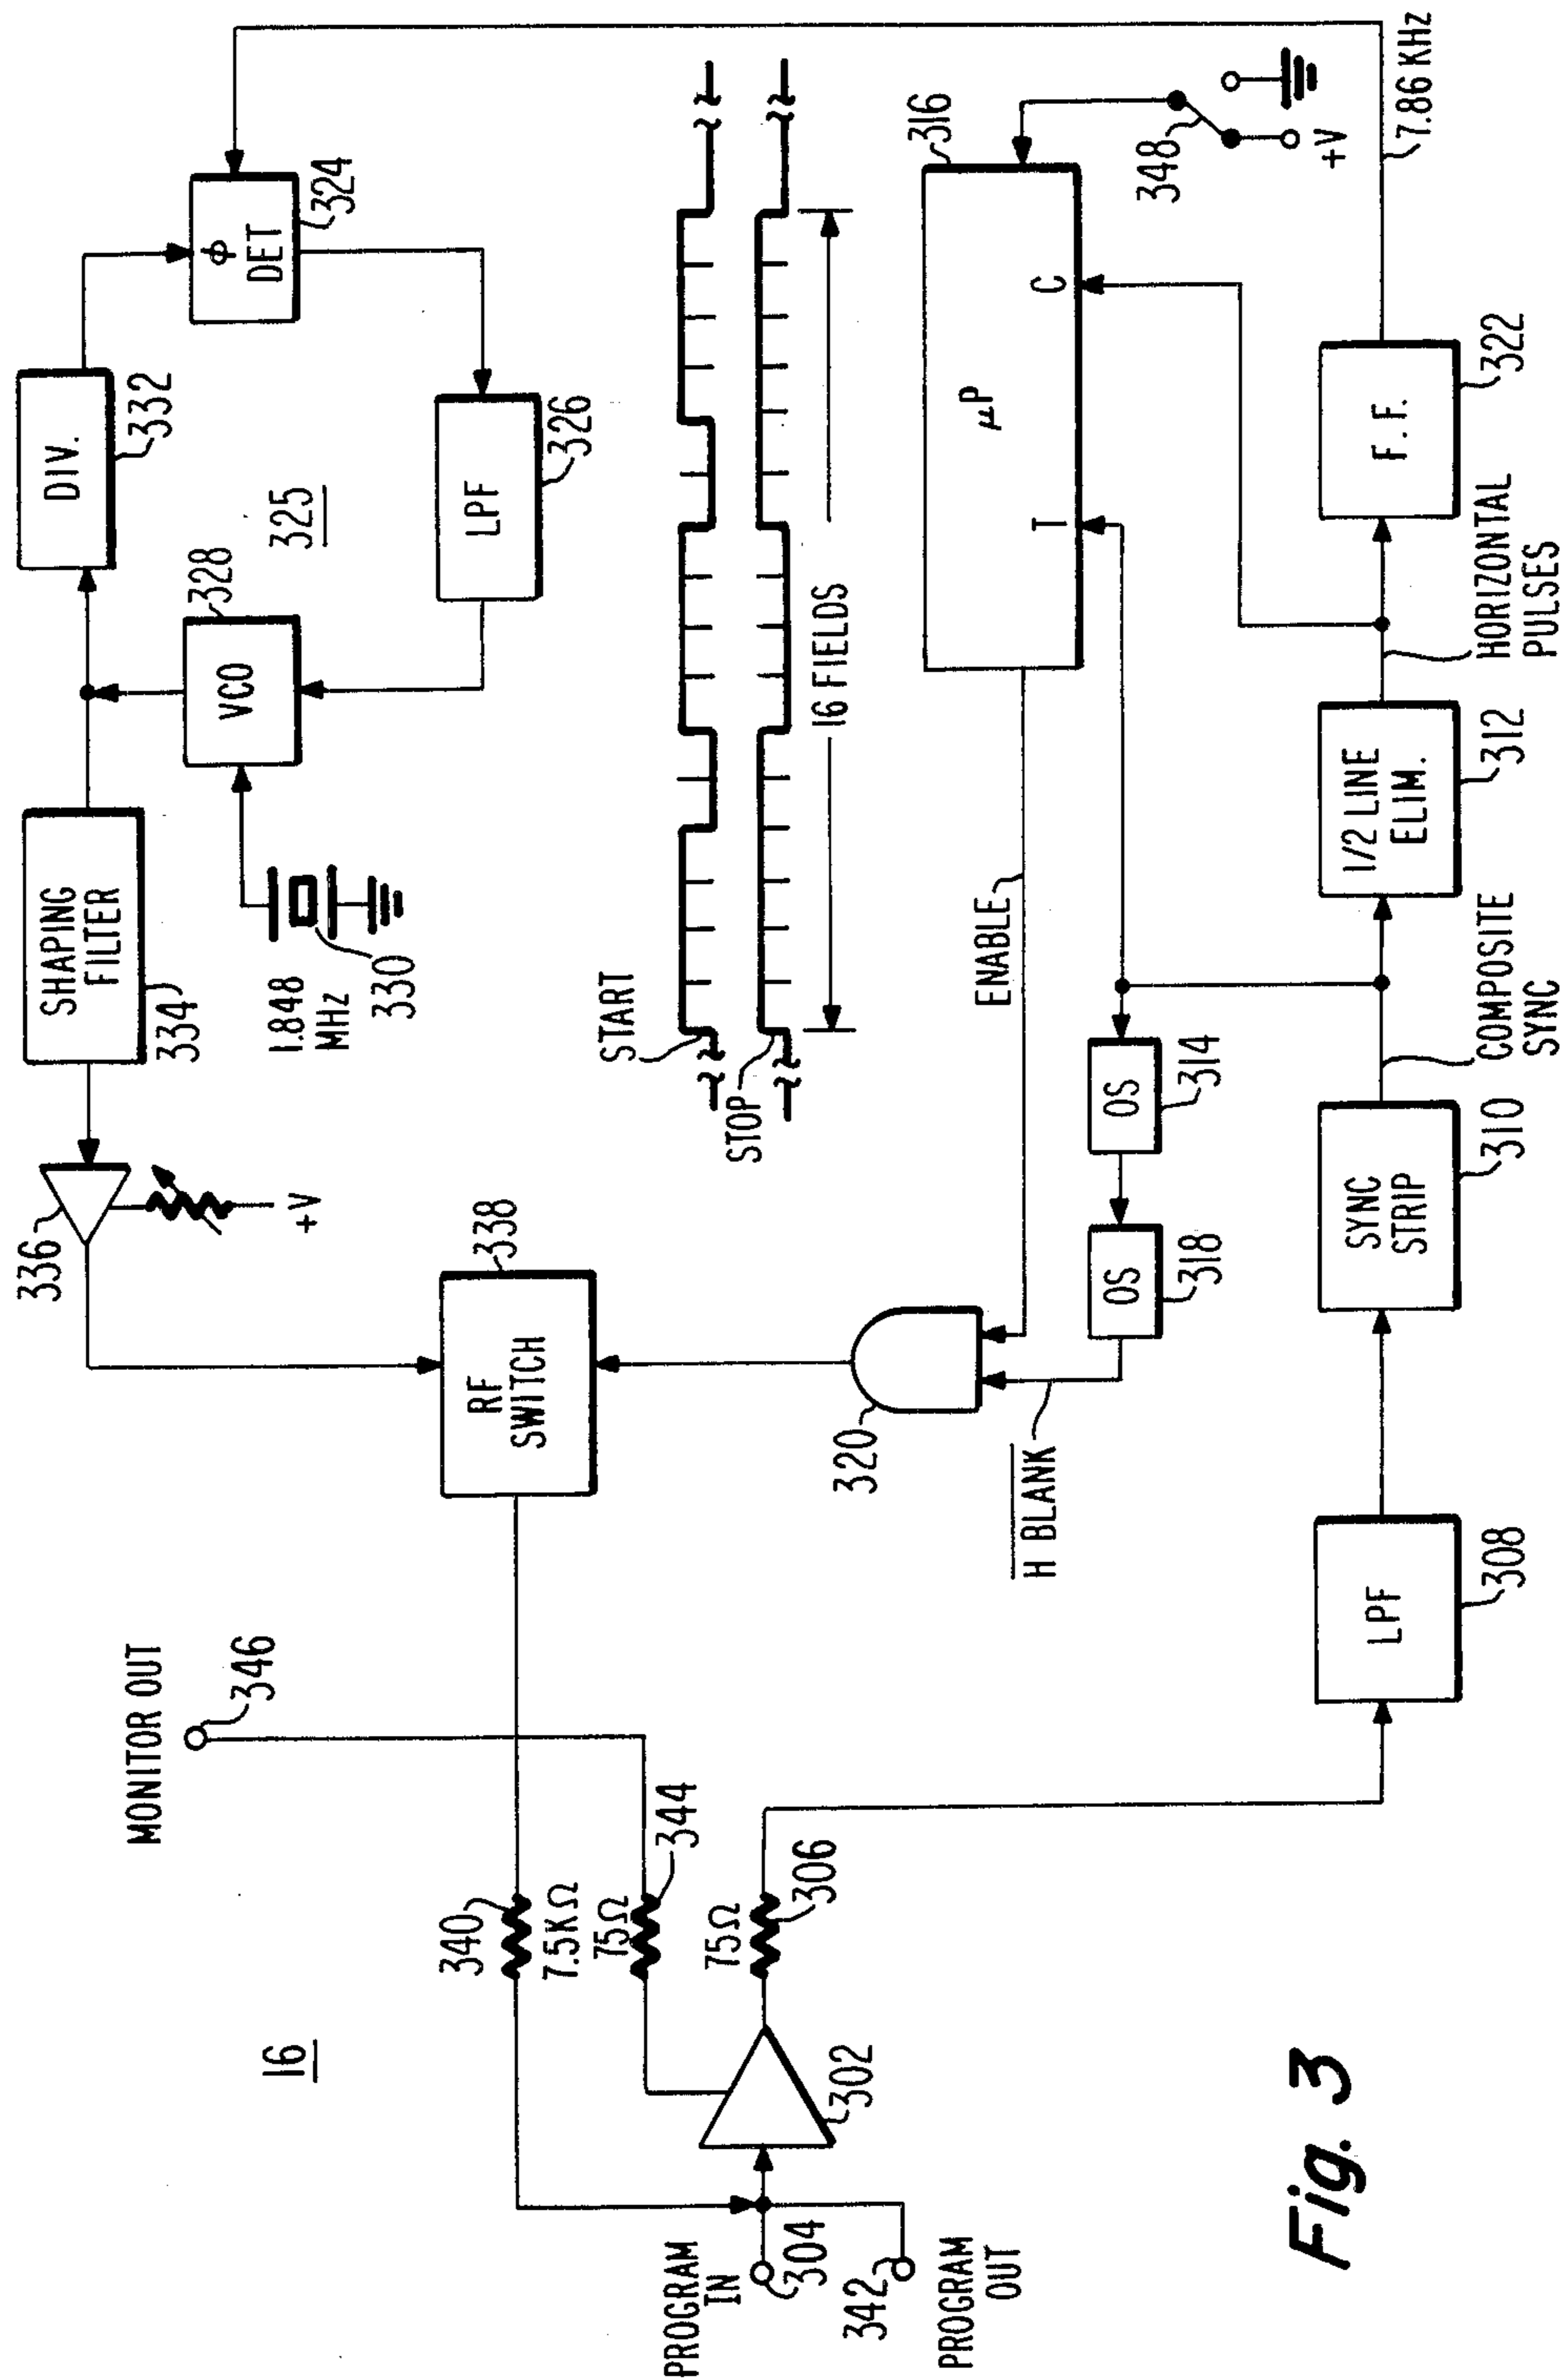 16
PROGRAM
IN
304
342
PROGRAM
OUT
302
340
7.5KΩ
75Ω
344
75Ω
306
MONITOR OUT
346
LPF
308
SYNC
STRIP
310
COMPOSITE
SYNC
1/2 LINE
ELIM.
312
HORIZONTAL
PULSES
F.F.
322
7.86 KHz
OS
314
OS
318
H BLANK
320
ENABLE
μP
T
C
316
348
+V
RF
SWITCH
338
336
+V
SHAPING
FILTER
334
1.848
MHz
330
VCO
328
325
DIV.
332
Φ
DET
324
LPF
326
START
STOP
16 FIELDS
Fig. 3